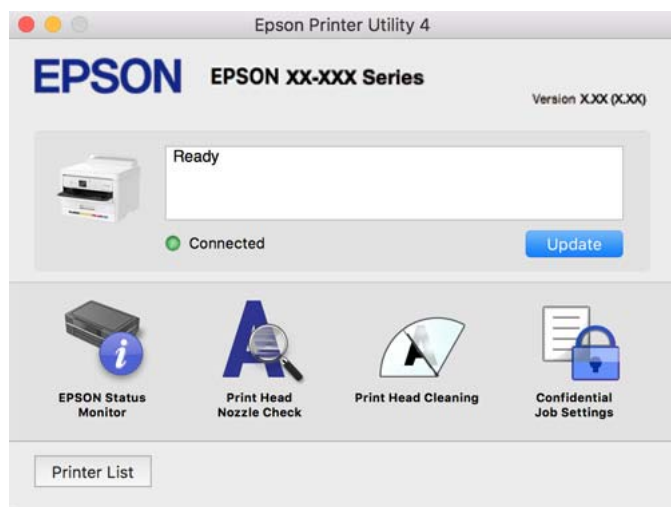 Epson Printer Utility 4
EPSON
EPSON XX-XXX Series
Version X.XX (X.XX)
Ready
Connected
Update
EPSON Status
Monitor
Print Head
Nozzle Check
Print Head Cleaning
Confidential
Job Settings
Printer List